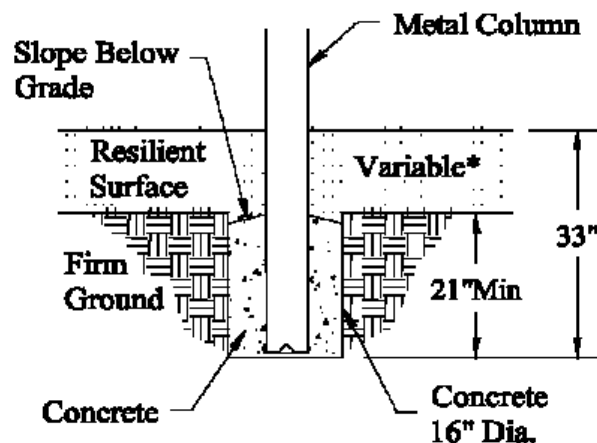 Metal Column
Slope Below
Grade
Resilient
Surface
Variable*
33"
Firm
Ground
21"Min
Concrete
Concrete
16" Dia.